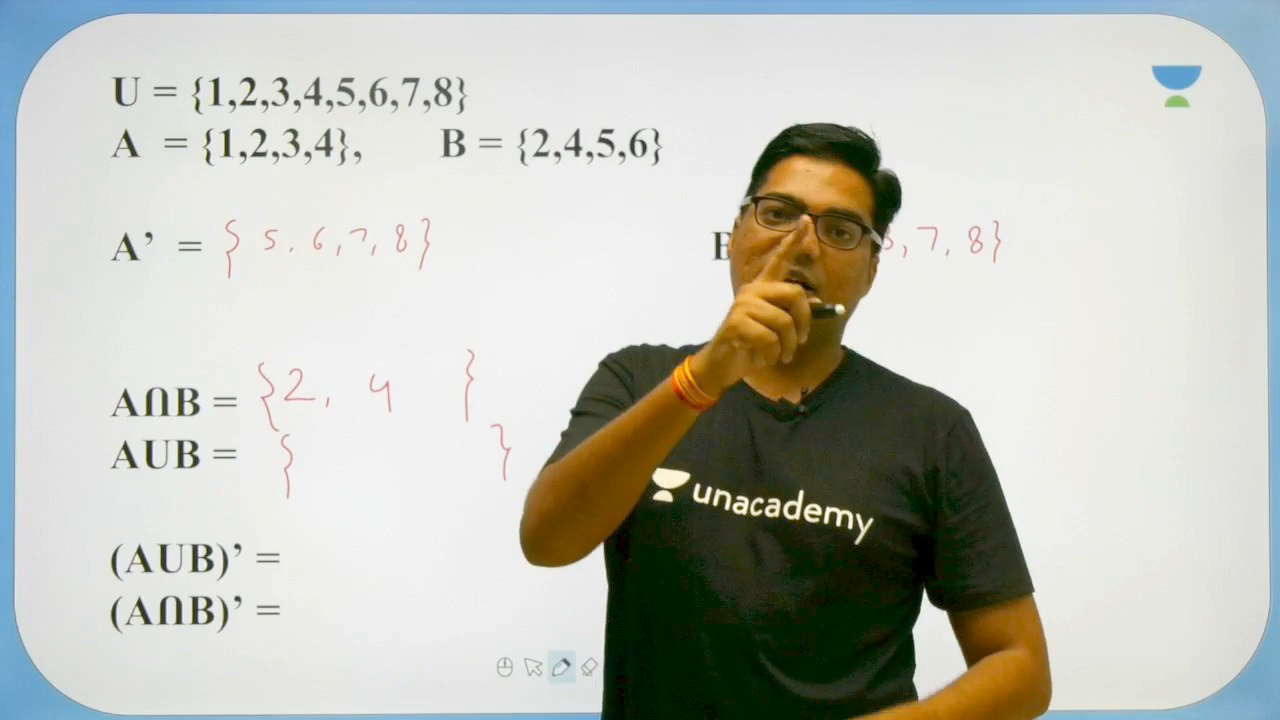 U = {1,2,3,4,5,6,7,8}
A = {1,2,3,4}, B = {2,4,5,6}
A’ = { 5, 6, 7, 8} , 7, 8}
A∩B = {2, 4 }
AUB = { }
(AUB)’ =
(A∩B)’ =
unacademy